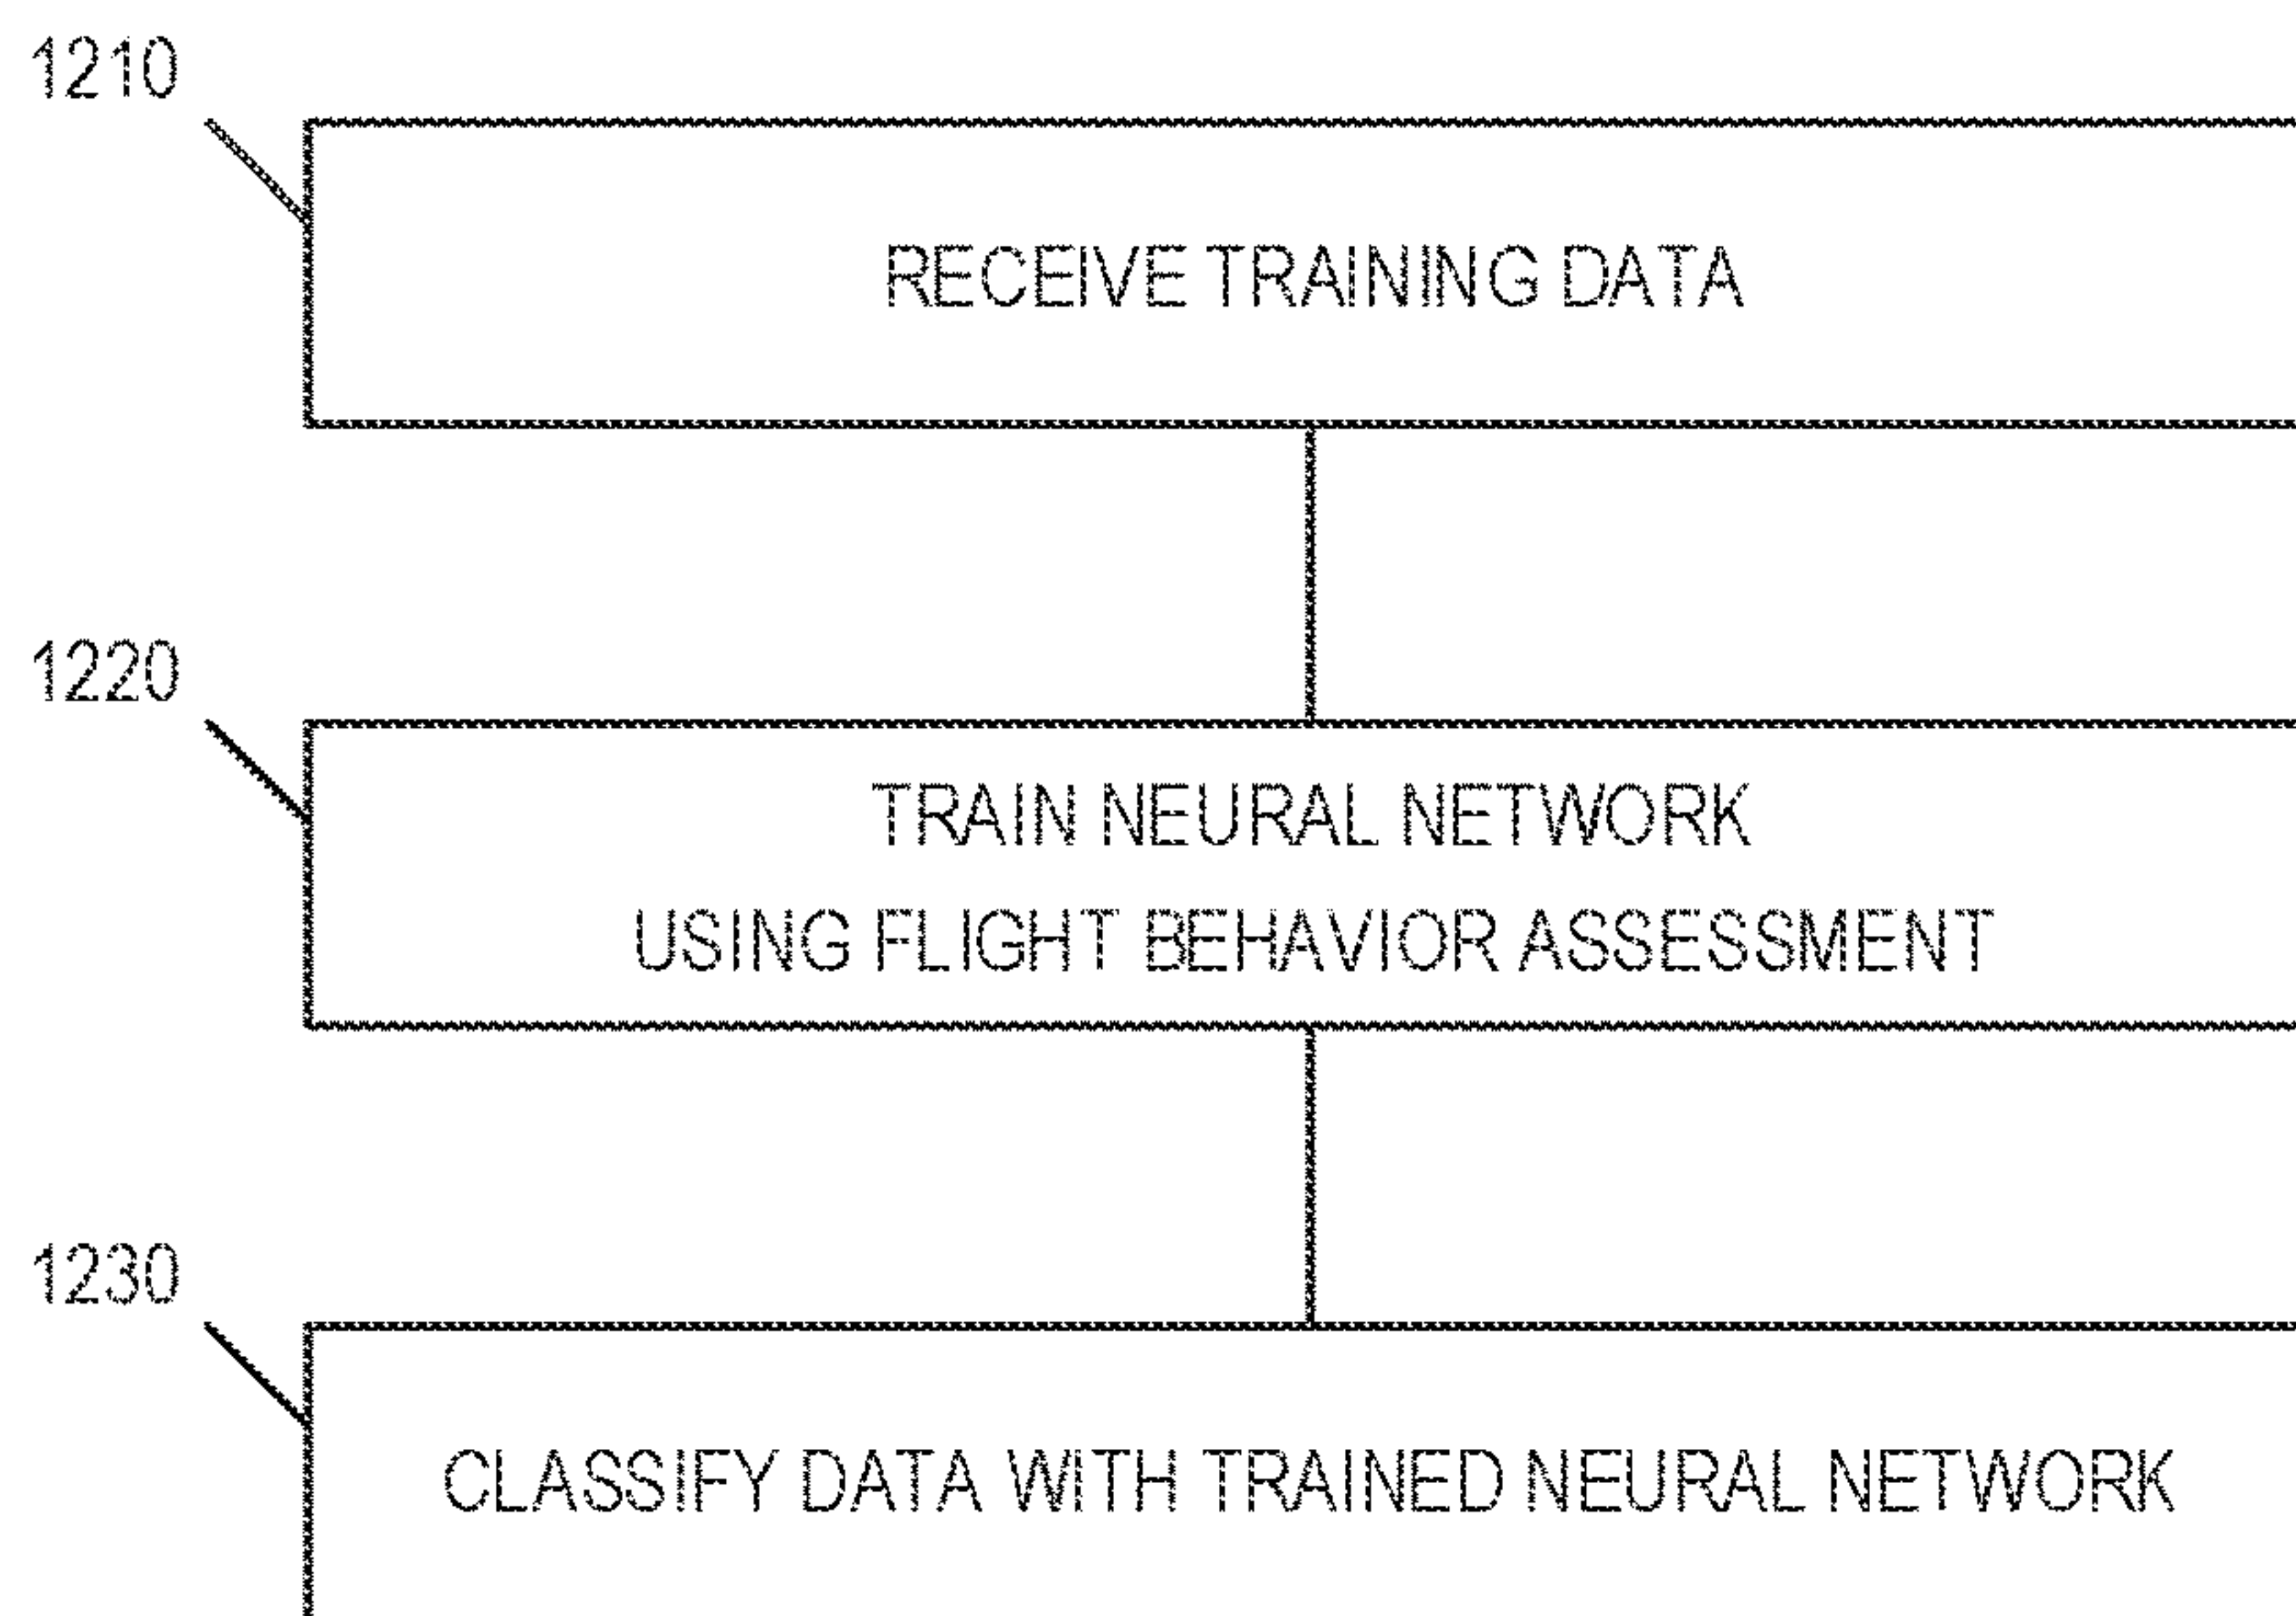 1210
RECEIVE TRAINING DATA
1220
TRAIN NEURAL NETWORK
USING FLIGHT BEHAVIOR ASSESSMENT
1230
CLASSIFY DATA WITH TRAINED NEURAL NETWORK